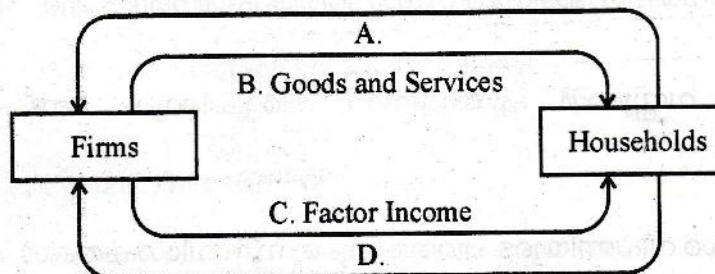 A.
B. Goods and Services
Firms
Households
C. Factor Income
D.